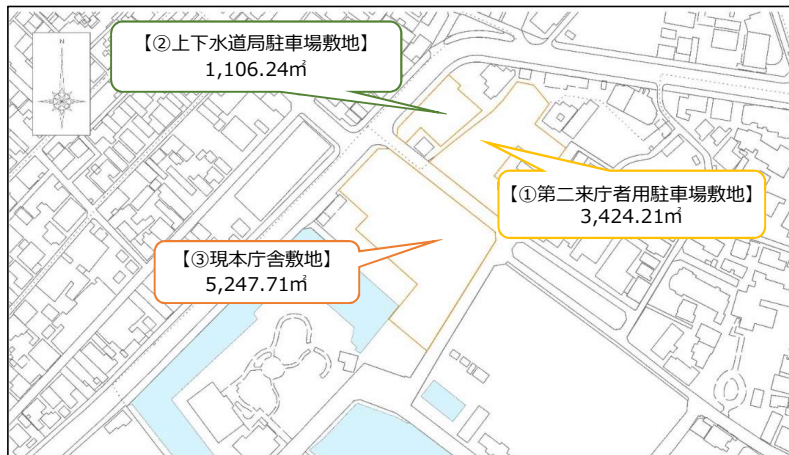 N
【②上下水道局駐車場敷地】
1,106.24㎡
【①第二来庁者用駐車場敷地】
3,424.21㎡
【③現本庁舎敷地】
5,247.71㎡